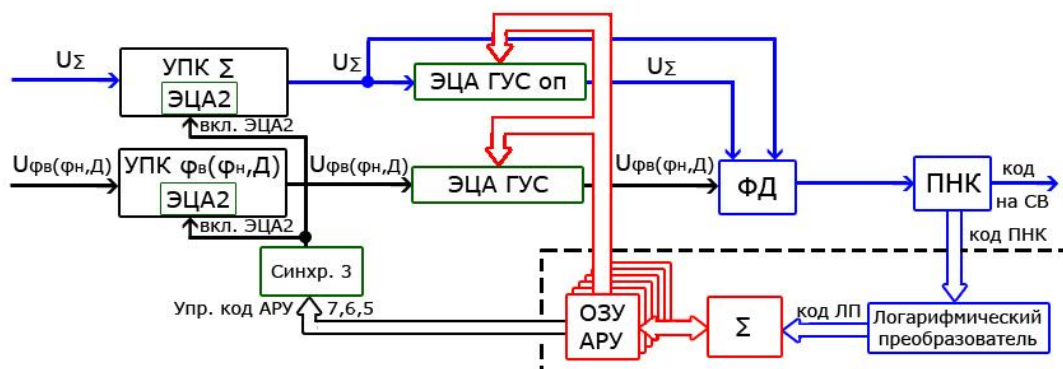 UΣ
УПК Σ
ЭЦА2
UΣ
ЭЦА ГУС оп
UΣ
вкл. ЭЦА2
Uφв(φн,Д)
УПК φв(φн,Д)
ЭЦА2
Uφв(φн,Д)
ЭЦА ГУС
Uφв(φн,Д)
ФД
ПНК
код
на СВ
вкл. ЭЦА2
код ПНК
Синхр. 3
Упр. код АРУ
7,6,5
ОЗУ
АРУ
Σ
код ЛП
Логарифмический
преобразователь